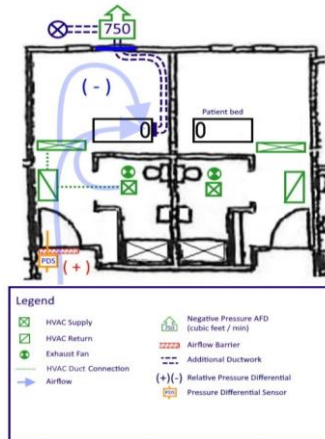 750
(-)
Patient bed
0
0
PDS
(+)
Legend
HVAC Supply
HVAC Return
Exhaust Fan
HVAC Duct Connection
Airflow
750
Negative Pressure AFD
(cubic feet / min)
Airflow Barrier
Additional Ductwork
(+)(-) Relative Pressure Differential
PDS
Pressure Differential Sensor